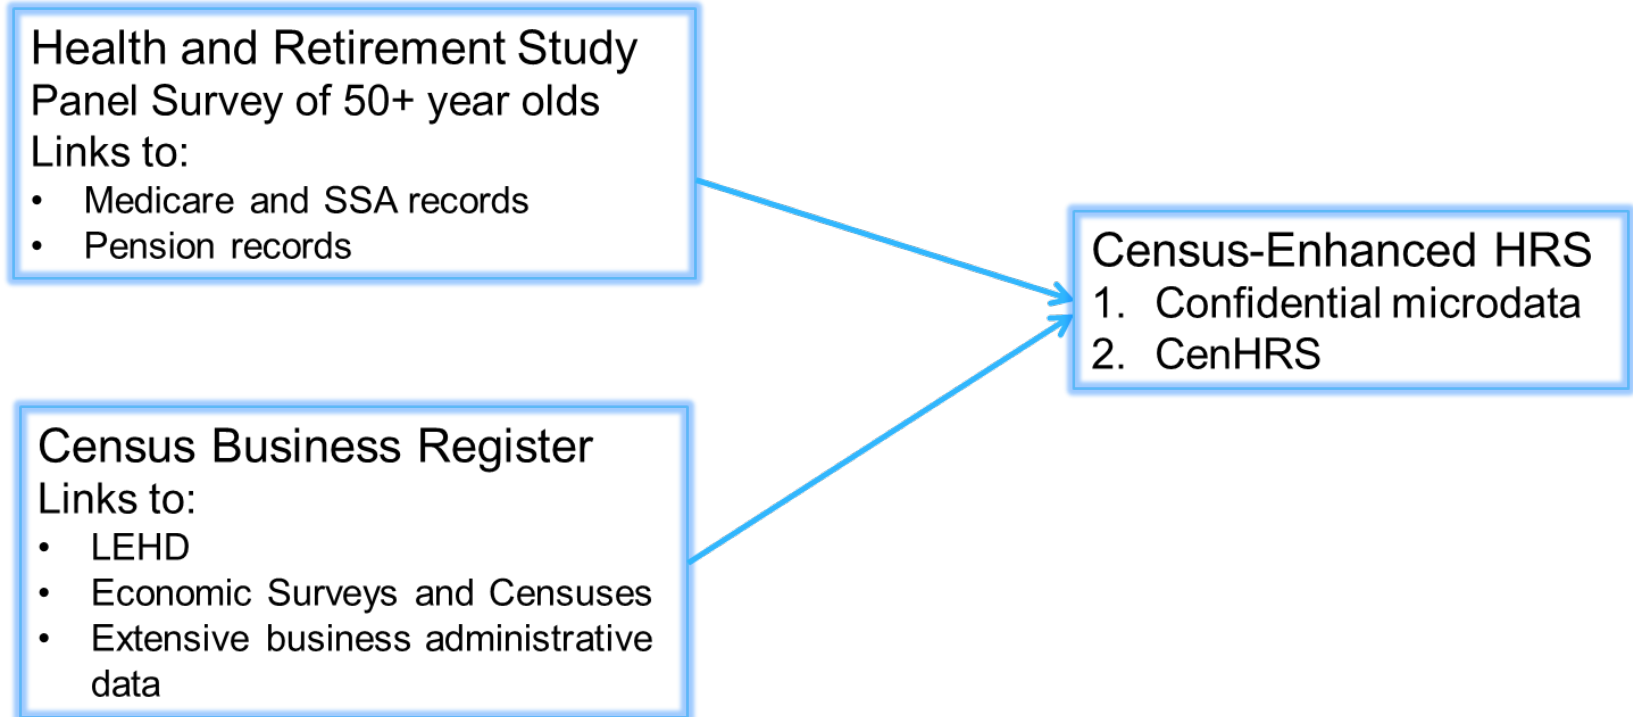 Health and Retirement Study
Panel Survey of 50+ year olds
Links to:
• Medicare and SSA records
• Pension records
Census Business Register
Links to:
• LEHD
• Economic Surveys and Censuses
• Extensive business administrative
data
Census-Enhanced HRS
1. Confidential microdata
2. CenHRS